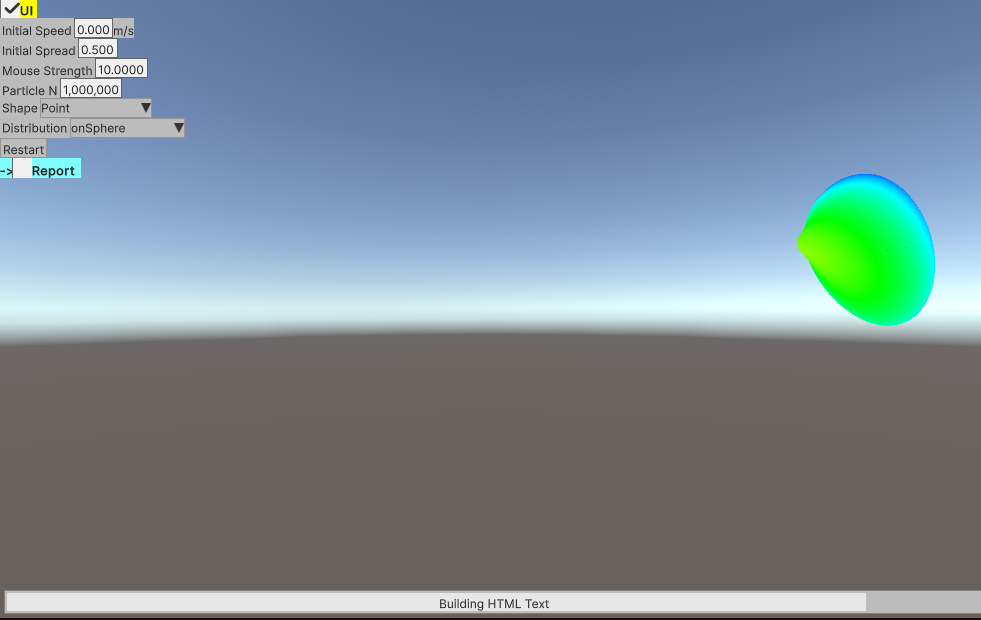 UI
Initial Speed 0.000 m/s
Initial Spread 0.500
Mouse Strength 10.0000
Particle N 1,000,000
Shape Point
Distribution onSphere
Restart
-> Report
Building HTML Text